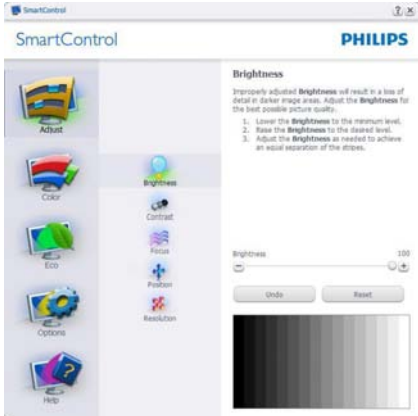 SmartControl
SmartControl
PHILIPS
Adjust
Color
Eco
Options
Help
Brightness
Contrast
Focus
Position
Resolution
Brightness
Improperly adjusted Brightness will result in a loss of
detail in darker image areas. Adjust the Brightness for
the best possible picture quality.
1. Lower the Brightness to the minimum level.
2. Raise the Brightness to the desired level.
3. Adjust the Brightness as needed to achieve
an equal separation of the stripes.
Brightness 100
Undo Reset